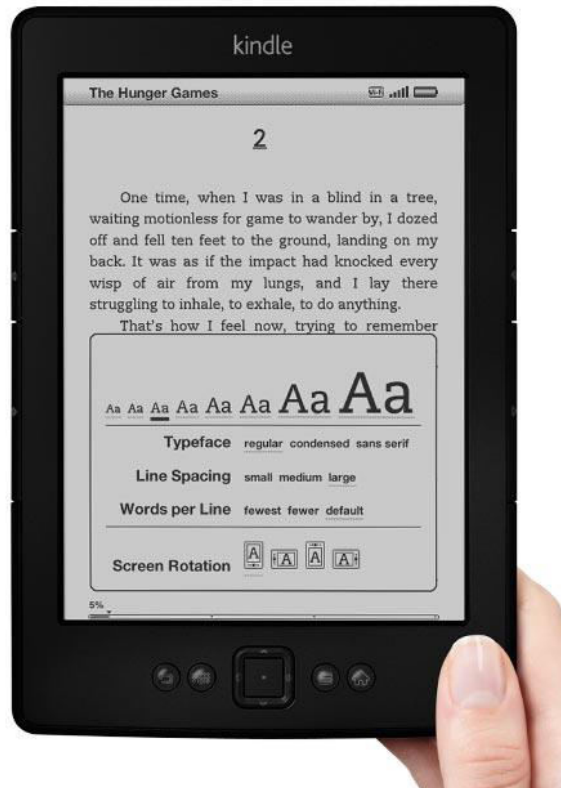 kindle
The Hunger Games
2
One time, when I was in a blind in a tree,
waiting motionless for game to wander by, I dozed
off and fell ten feet to the ground, landing on my
back. It was as if the impact had knocked every
wisp of air from my lungs, and I lay there
struggling to inhale, to exhale, to do anything.
That's how I feel now, trying to remember
Aa Aa Aa Aa Aa Aa Aa Aa
Typeface regular condensed sans serif
Line Spacing small medium large
Words per Line fewest fewer default
Screen Rotation A A A A
5%